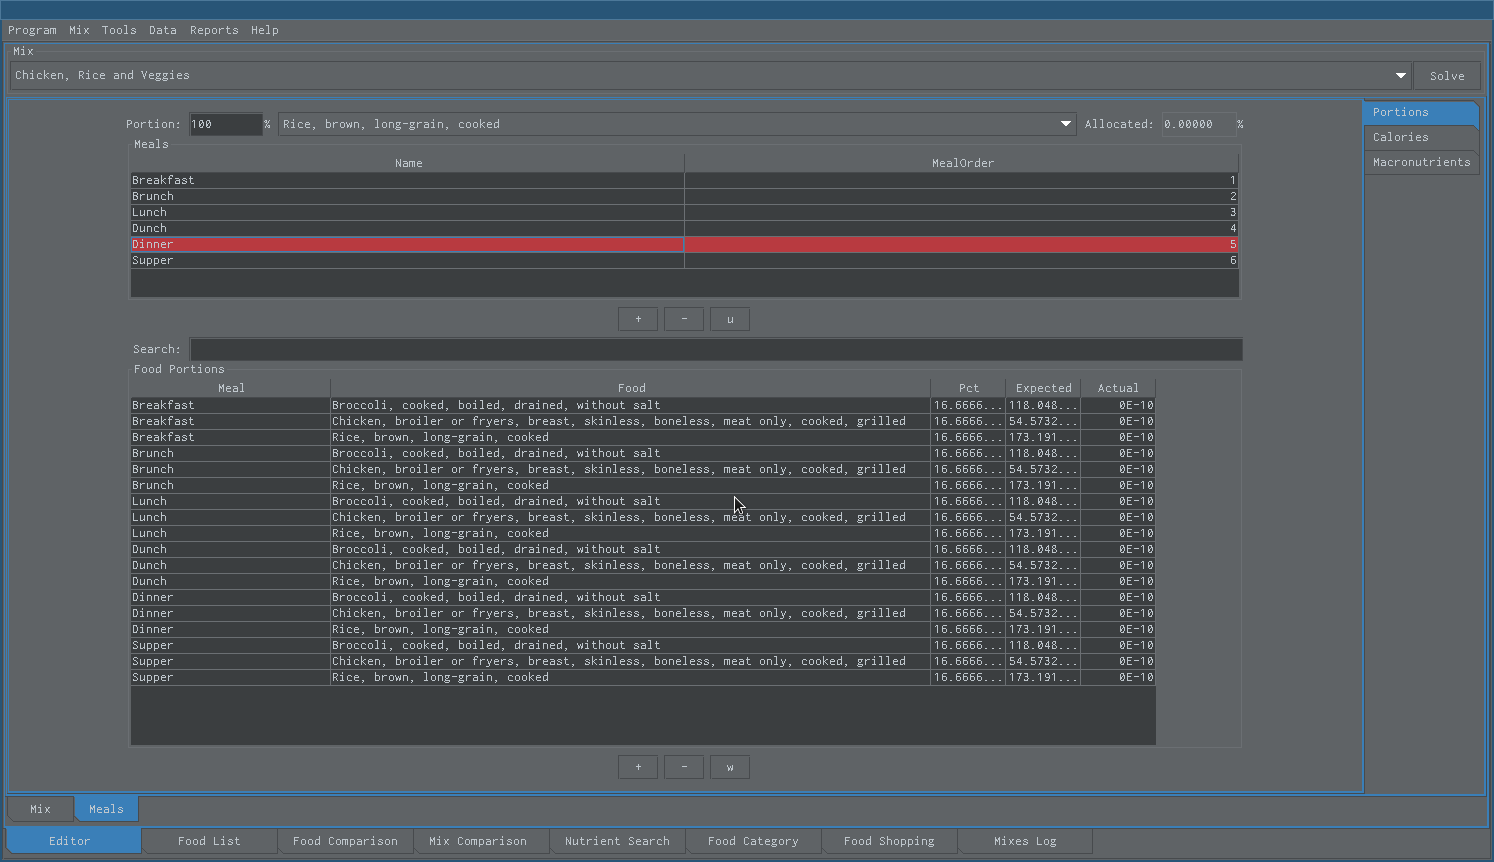 Program Mix Tools Data Reports Help
Mix
Chicken, Rice and Veggies Solve
Portion: 100 % Rice, brown, long-grain, cooked Allocated: 0.00000 %
Portions
Calories
Macronutrients
Meals
Name MealOrder
Breakfast 1
Brunch 2
Lunch 3
Dunch 4
Dinner 5
Supper 6
+ - u
Search:
Food Portions
Meal Food Pct Expected Actual
Breakfast Broccoli, cooked, boiled, drained, without salt 16.6666... 118.048... 0E-10
Breakfast Chicken, broiler or fryers, breast, skinless, boneless, meat only, cooked, grilled 16.6666... 54.5732... 0E-10
Breakfast Rice, brown, long-grain, cooked 16.6666... 173.191... 0E-10
Brunch Broccoli, cooked, boiled, drained, without salt 16.6666... 118.048... 0E-10
Brunch Chicken, broiler or fryers, breast, skinless, boneless, meat only, cooked, grilled 16.6666... 54.5732... 0E-10
Brunch Rice, brown, long-grain, cooked 16.6666... 173.191... 0E-10
Lunch Broccoli, cooked, boiled, drained, without salt 16.6666... 118.048... 0E-10
Lunch Chicken, broiler or fryers, breast, skinless, boneless, meat only, cooked, grilled 16.6666... 54.5732... 0E-10
Lunch Rice, brown, long-grain, cooked 16.6666... 173.191... 0E-10
Dunch Broccoli, cooked, boiled, drained, without salt 16.6666... 118.048... 0E-10
Dunch Chicken, broiler or fryers, breast, skinless, boneless, meat only, cooked, grilled 16.6666... 54.5732... 0E-10
Dunch Rice, brown, long-grain, cooked 16.6666... 173.191... 0E-10
Dinner Broccoli, cooked, boiled, drained, without salt 16.6666... 118.048... 0E-10
Dinner Chicken, broiler or fryers, breast, skinless, boneless, meat only, cooked, grilled 16.6666... 54.5732... 0E-10
Dinner Rice, brown, long-grain, cooked 16.6666... 173.191... 0E-10
Supper Broccoli, cooked, boiled, drained, without salt 16.6666... 118.048... 0E-10
Supper Chicken, broiler or fryers, breast, skinless, boneless, meat only, cooked, grilled 16.6666... 54.5732... 0E-10
Supper Rice, brown, long-grain, cooked 16.6666... 173.191... 0E-10
+ - w
Mix Meals
Editor Food List Food Comparison Mix Comparison Nutrient Search Food Category Food Shopping Mixes Log